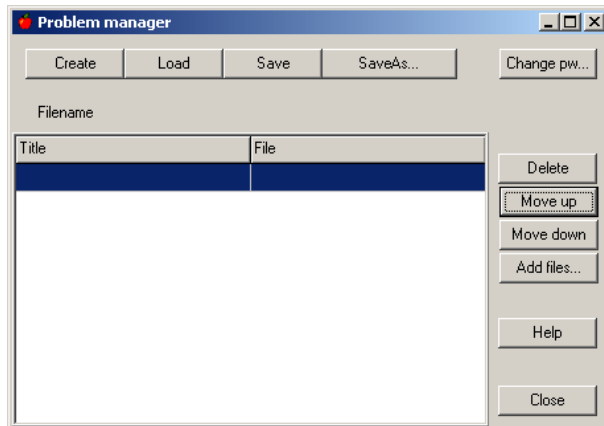 Problem manager
Create Load Save SaveAs... Change pw...
Filename
Title File
Delete
Move up
Move down
Add files...
Help
Close